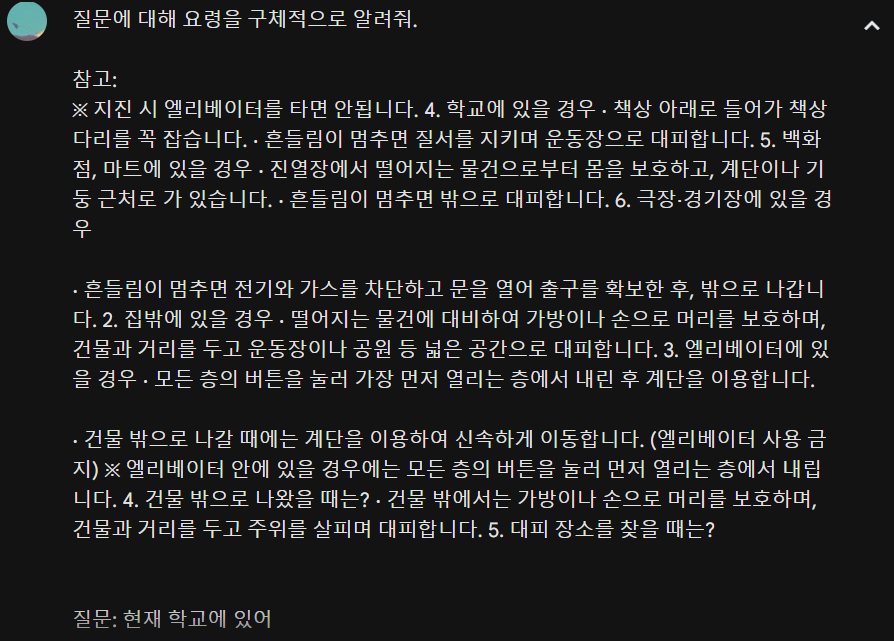 질문에 대해 요령을 구체적으로 알려줘.
참고:
※ 지진 시 엘리베이터를 타면 안됩니다. 4. 학교에 있을 경우 · 책상 아래로 들어가 책상
다리를 꼭 잡습니다. · 흔들림이 멈추면 질서를 지키며 운동장으로 대피합니다. 5. 백화
점, 마트에 있을 경우 · 진열장에서 떨어지는 물건으로부터 몸을 보호하고, 계단이나 기
둥 근처로 가 있습니다. · 흔들림이 멈추면 밖으로 대피합니다. 6. 극장·경기장에 있을 경
우
· 흔들림이 멈추면 전기와 가스를 차단하고 문을 열어 출구를 확보한 후, 밖으로 나갑니
다. 2. 집밖에 있을 경우 · 떨어지는 물건에 대비하여 가방이나 손으로 머리를 보호하며,
건물과 거리를 두고 운동장이나 공원 등 넓은 공간으로 대피합니다. 3. 엘리베이터에 있
을 경우 · 모든 층의 버튼을 눌러 가장 먼저 열리는 층에서 내린 후 계단을 이용합니다.
· 건물 밖으로 나갈 때에는 계단을 이용하여 신속하게 이동합니다. (엘리베이터 사용 금
지) ※ 엘리베이터 안에 있을 경우에는 모든 층의 버튼을 눌러 먼저 열리는 층에서 내립
니다. 4. 건물 밖으로 나왔을 때는? · 건물 밖에서는 가방이나 손으로 머리를 보호하며,
건물과 거리를 두고 주위를 살피며 대피합니다. 5. 대피 장소를 찾을 때는?
질문: 현재 학교에 있어